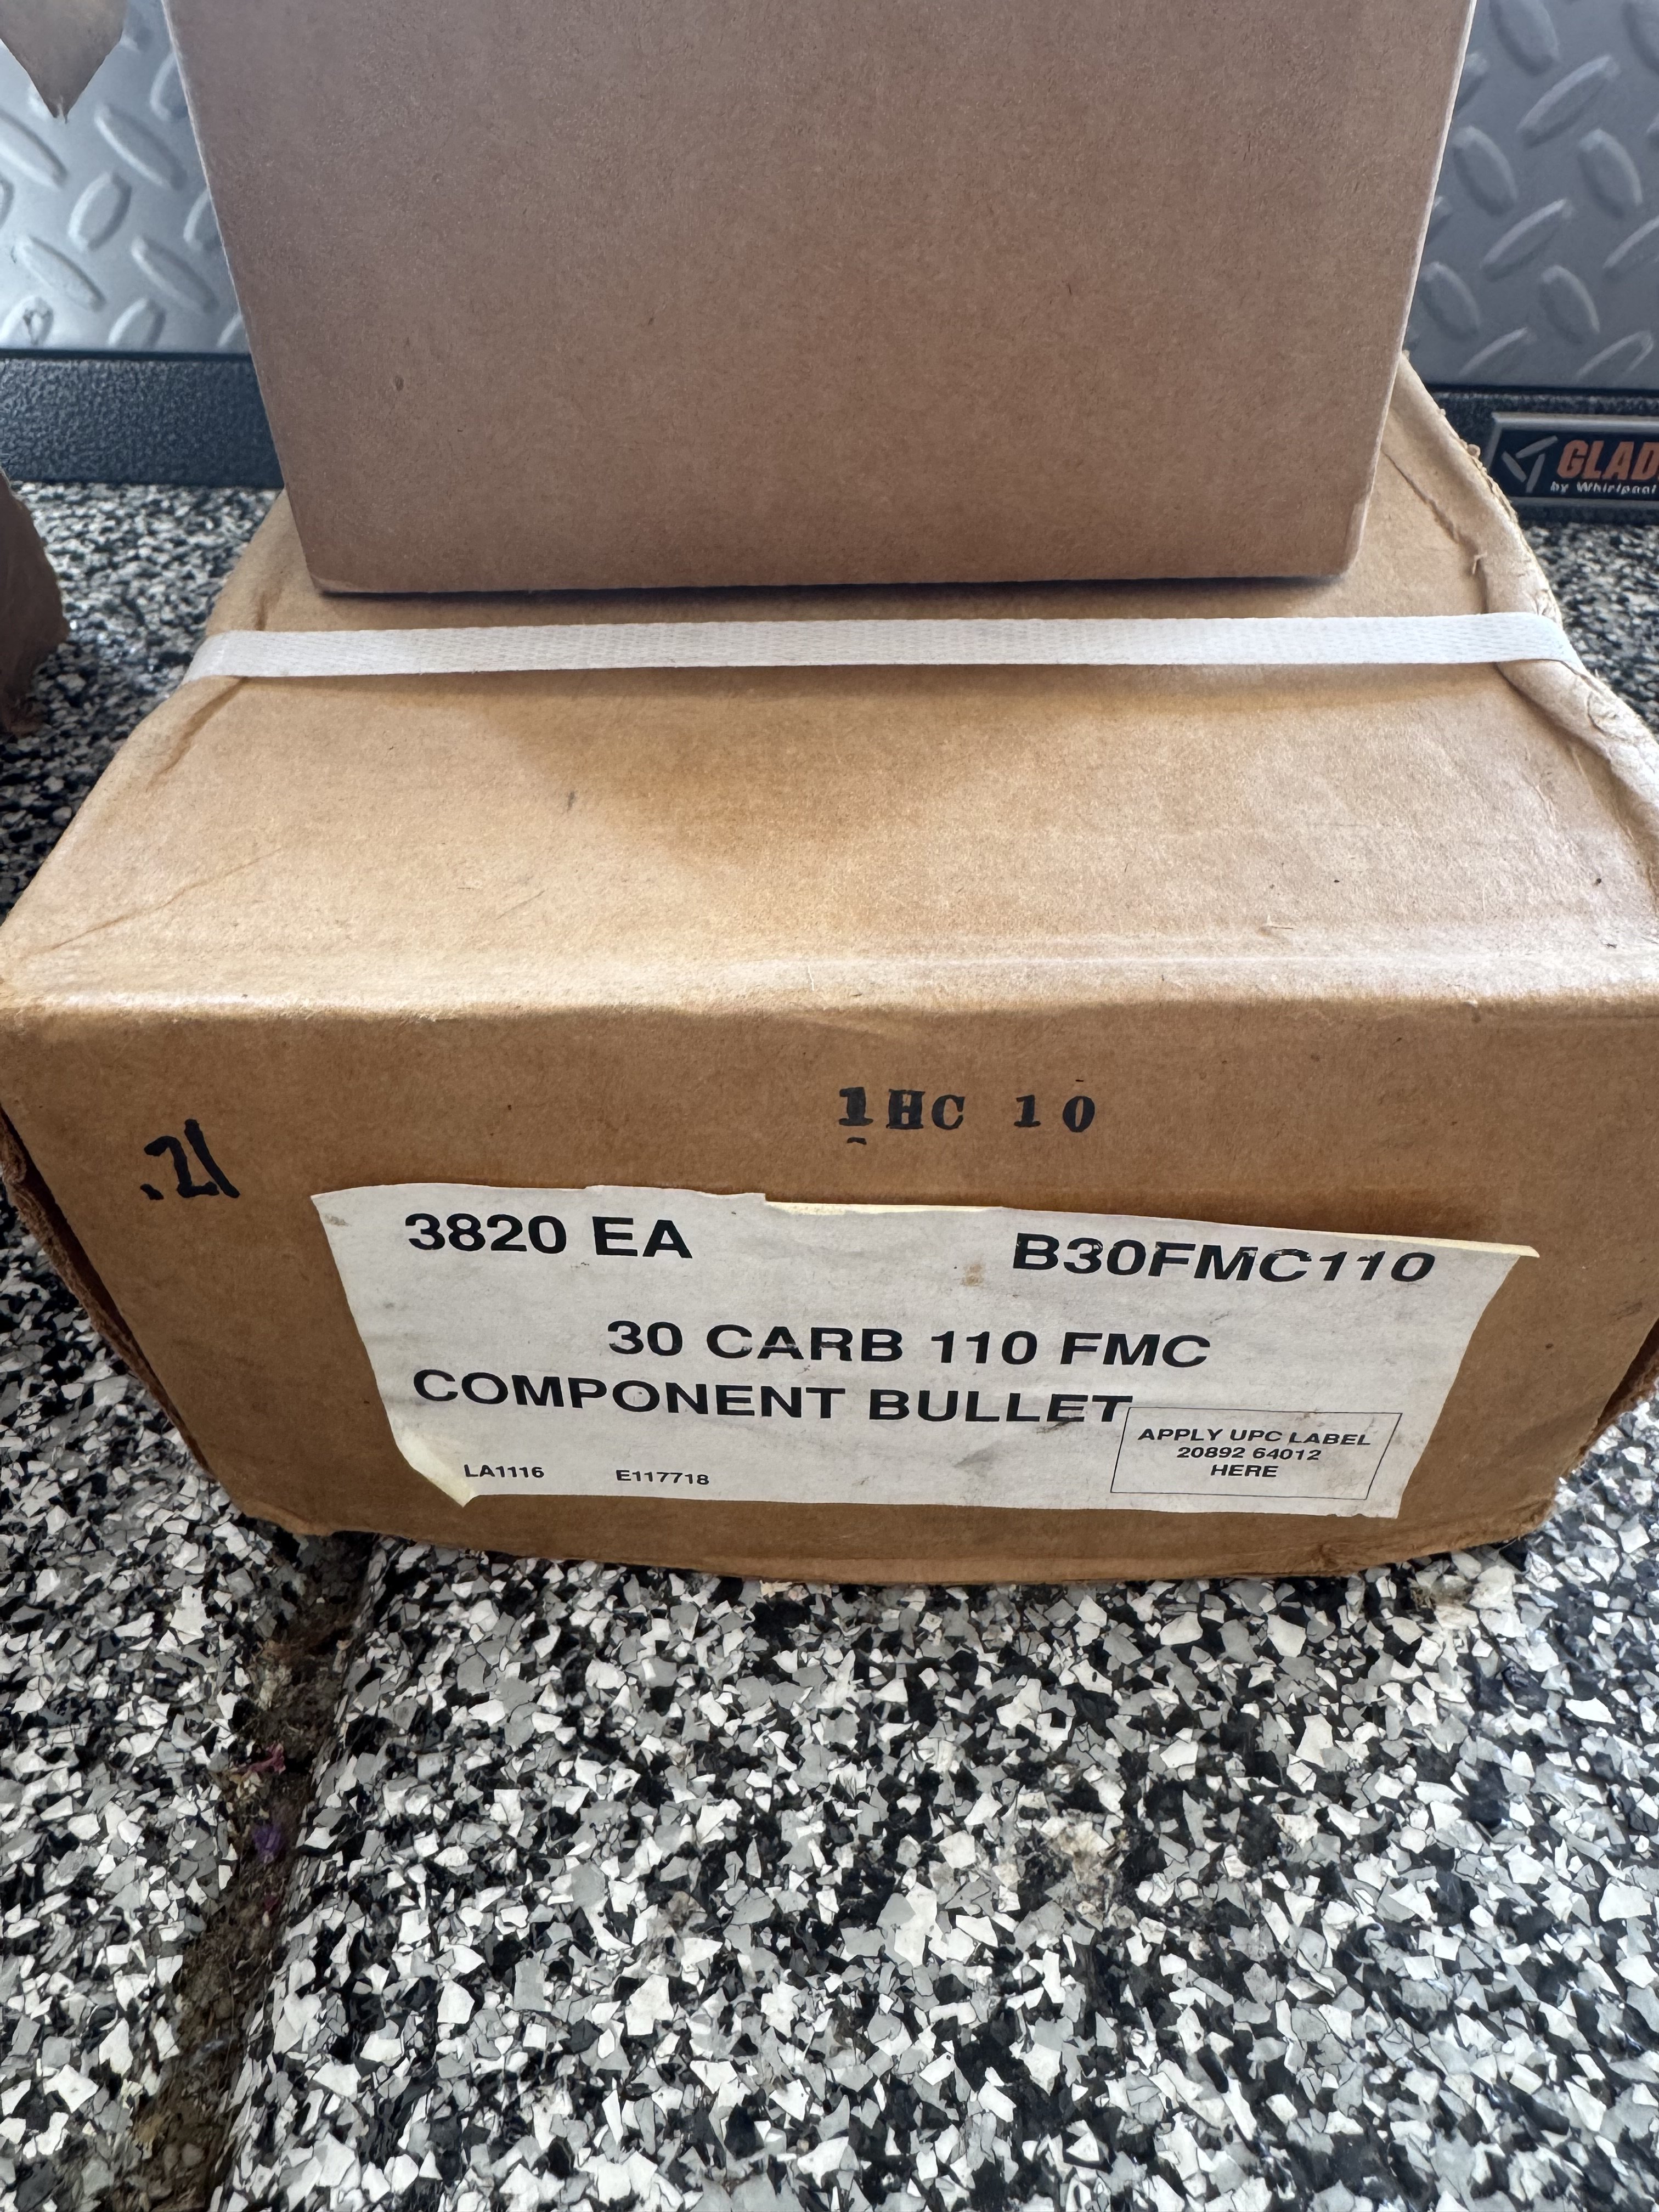 GLAD
by Whirlpool
1HC 10
.21
3820 EA B30FMC110
30 CARB 110 FMC
COMPONENT BULLET
APPLY UPC LABEL
20892 64012
HERE
LA1116 E117718